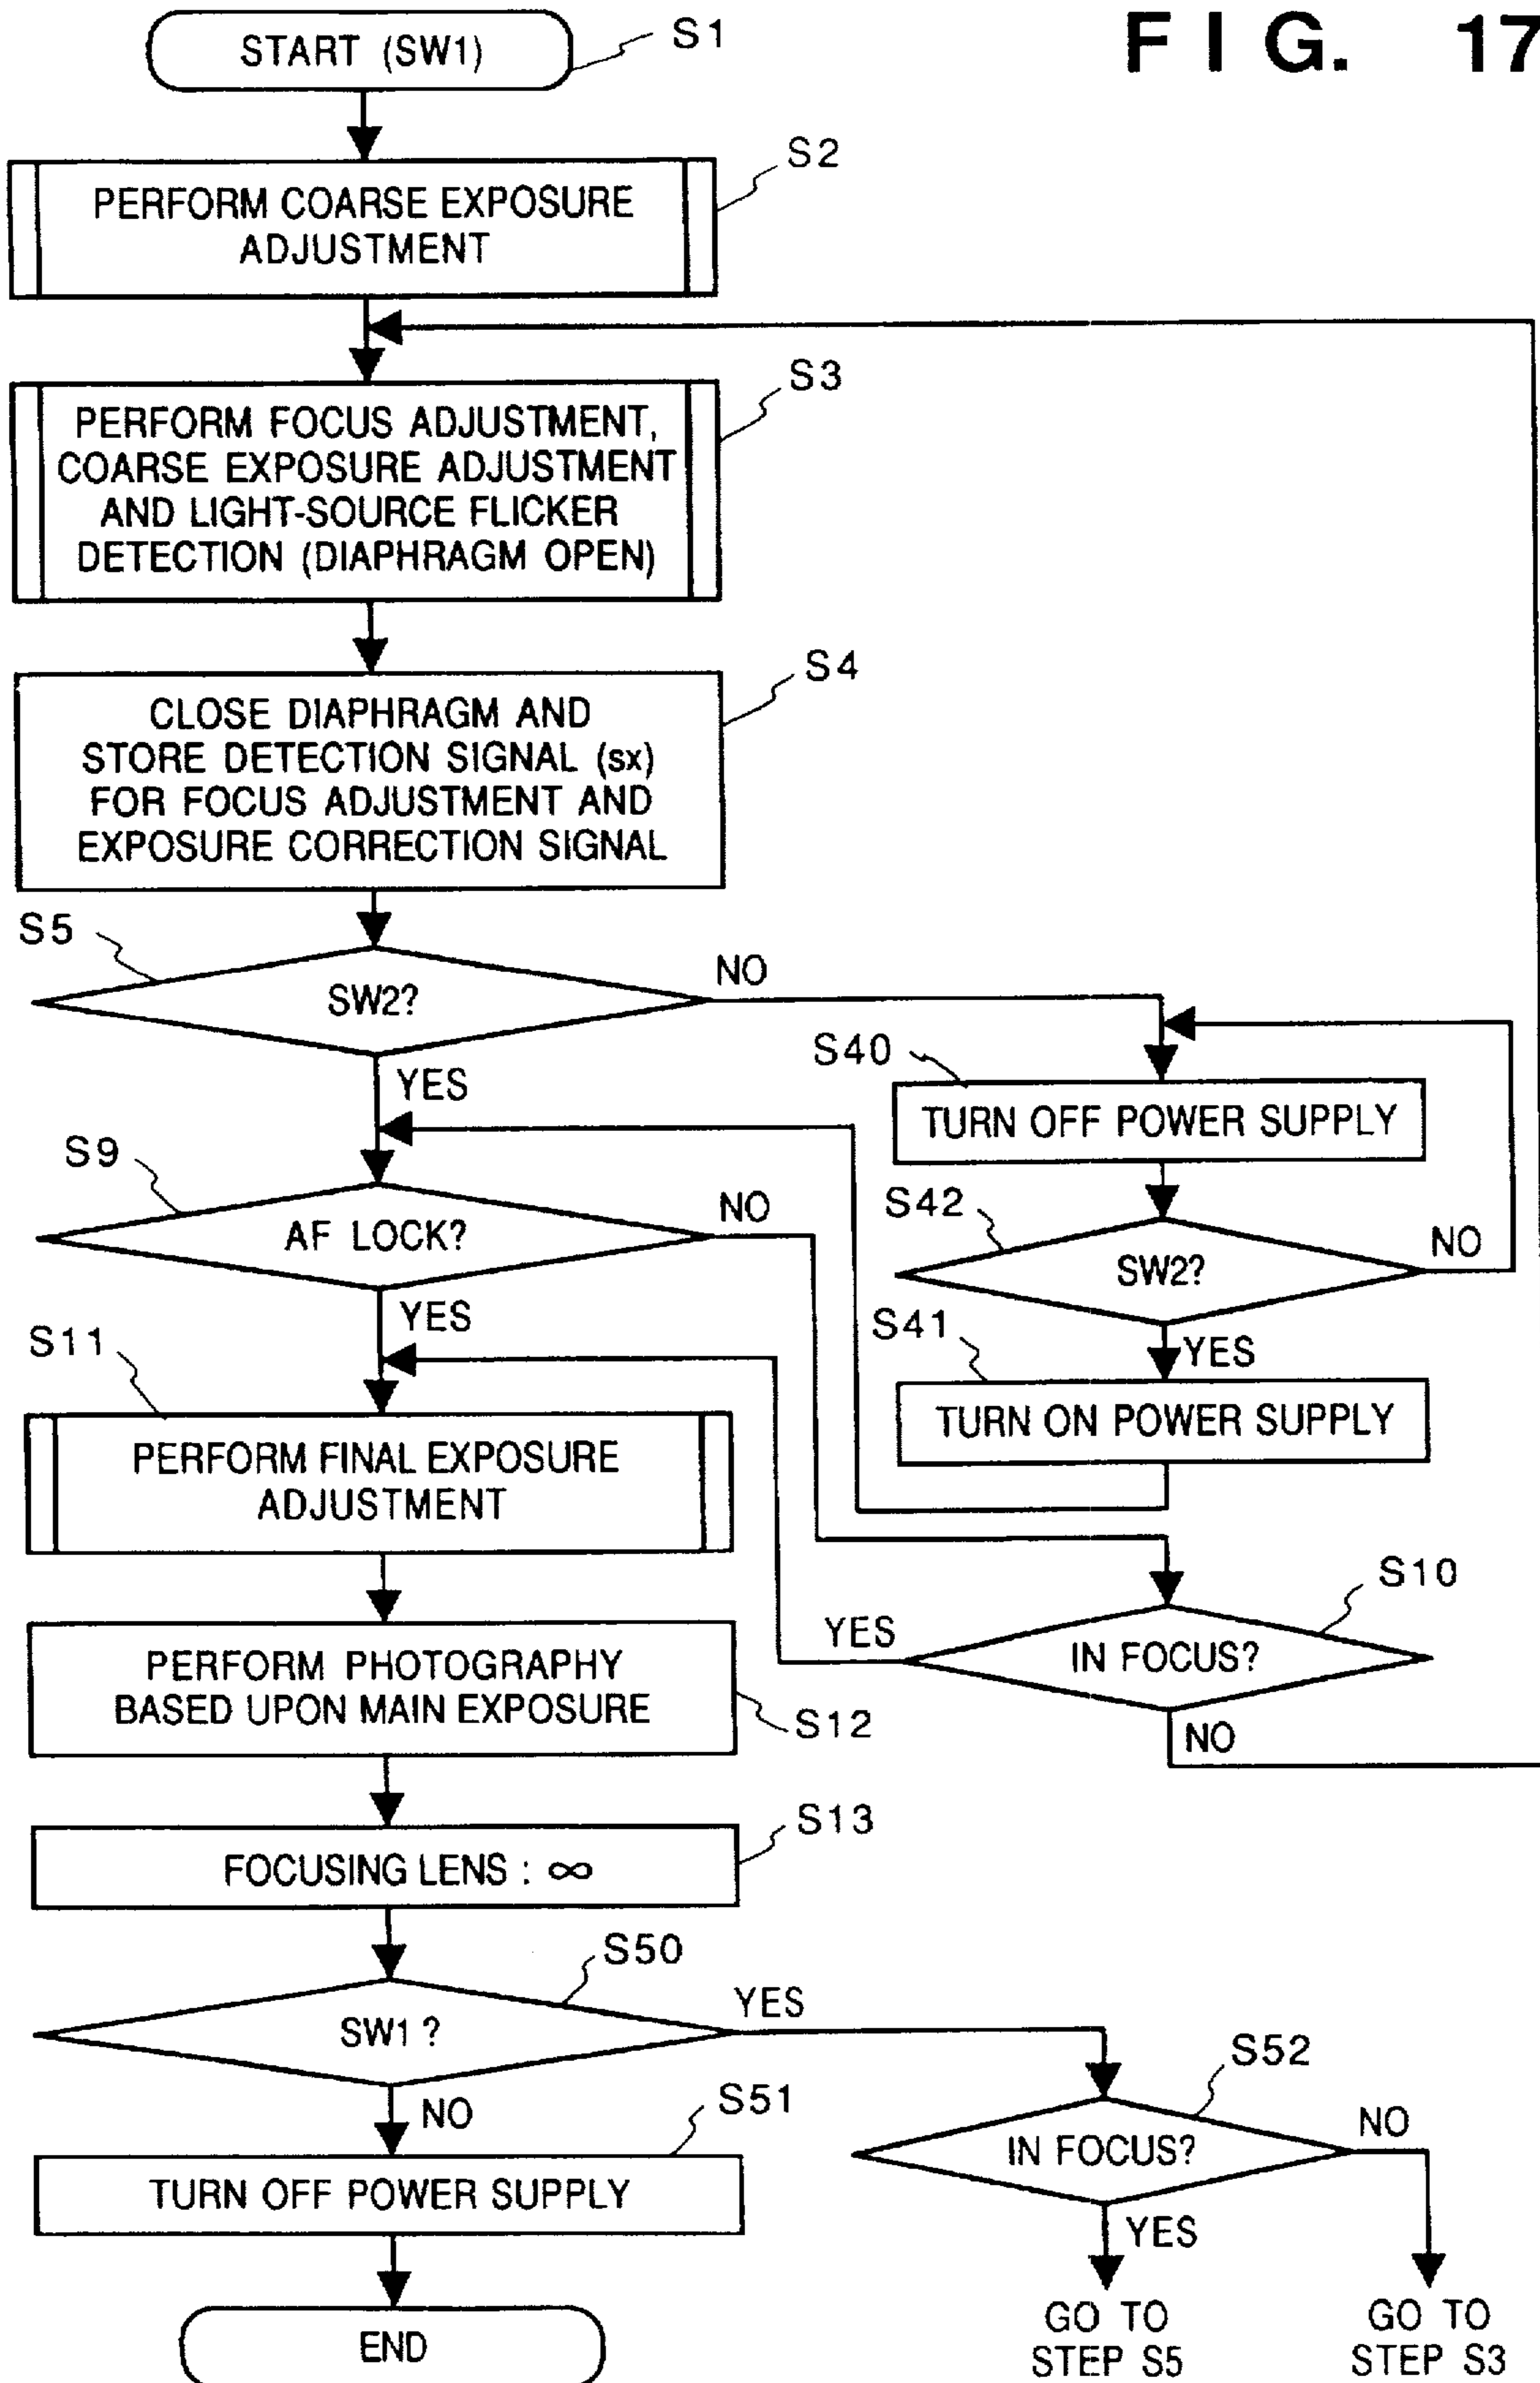 FIG. 17
START (SW1)
S1
S2
PERFORM COARSE EXPOSURE
ADJUSTMENT
S3
PERFORM FOCUS ADJUSTMENT,
COARSE EXPOSURE ADJUSTMENT
AND LIGHT-SOURCE FLICKER
DETECTION (DIAPHRAGM OPEN)
S4
CLOSE DIAPHRAGM AND
STORE DETECTION SIGNAL (sx)
FOR FOCUS ADJUSTMENT AND
EXPOSURE CORRECTION SIGNAL
S5
SW2?
NO
YES
S40
TURN OFF POWER SUPPLY
S42
SW2?
NO
YES
S41
TURN ON POWER SUPPLY
S9
AF LOCK?
NO
YES
S10
IN FOCUS?
YES
NO
S11
PERFORM FINAL EXPOSURE
ADJUSTMENT
PERFORM PHOTOGRAPHY
BASED UPON MAIN EXPOSURE
S12
S13
FOCUSING LENS : ∞
S50
SW1 ?
YES
NO
S51
TURN OFF POWER SUPPLY
END
S52
IN FOCUS?
NO
YES
GO TO
STEP S5
GO TO
STEP S3